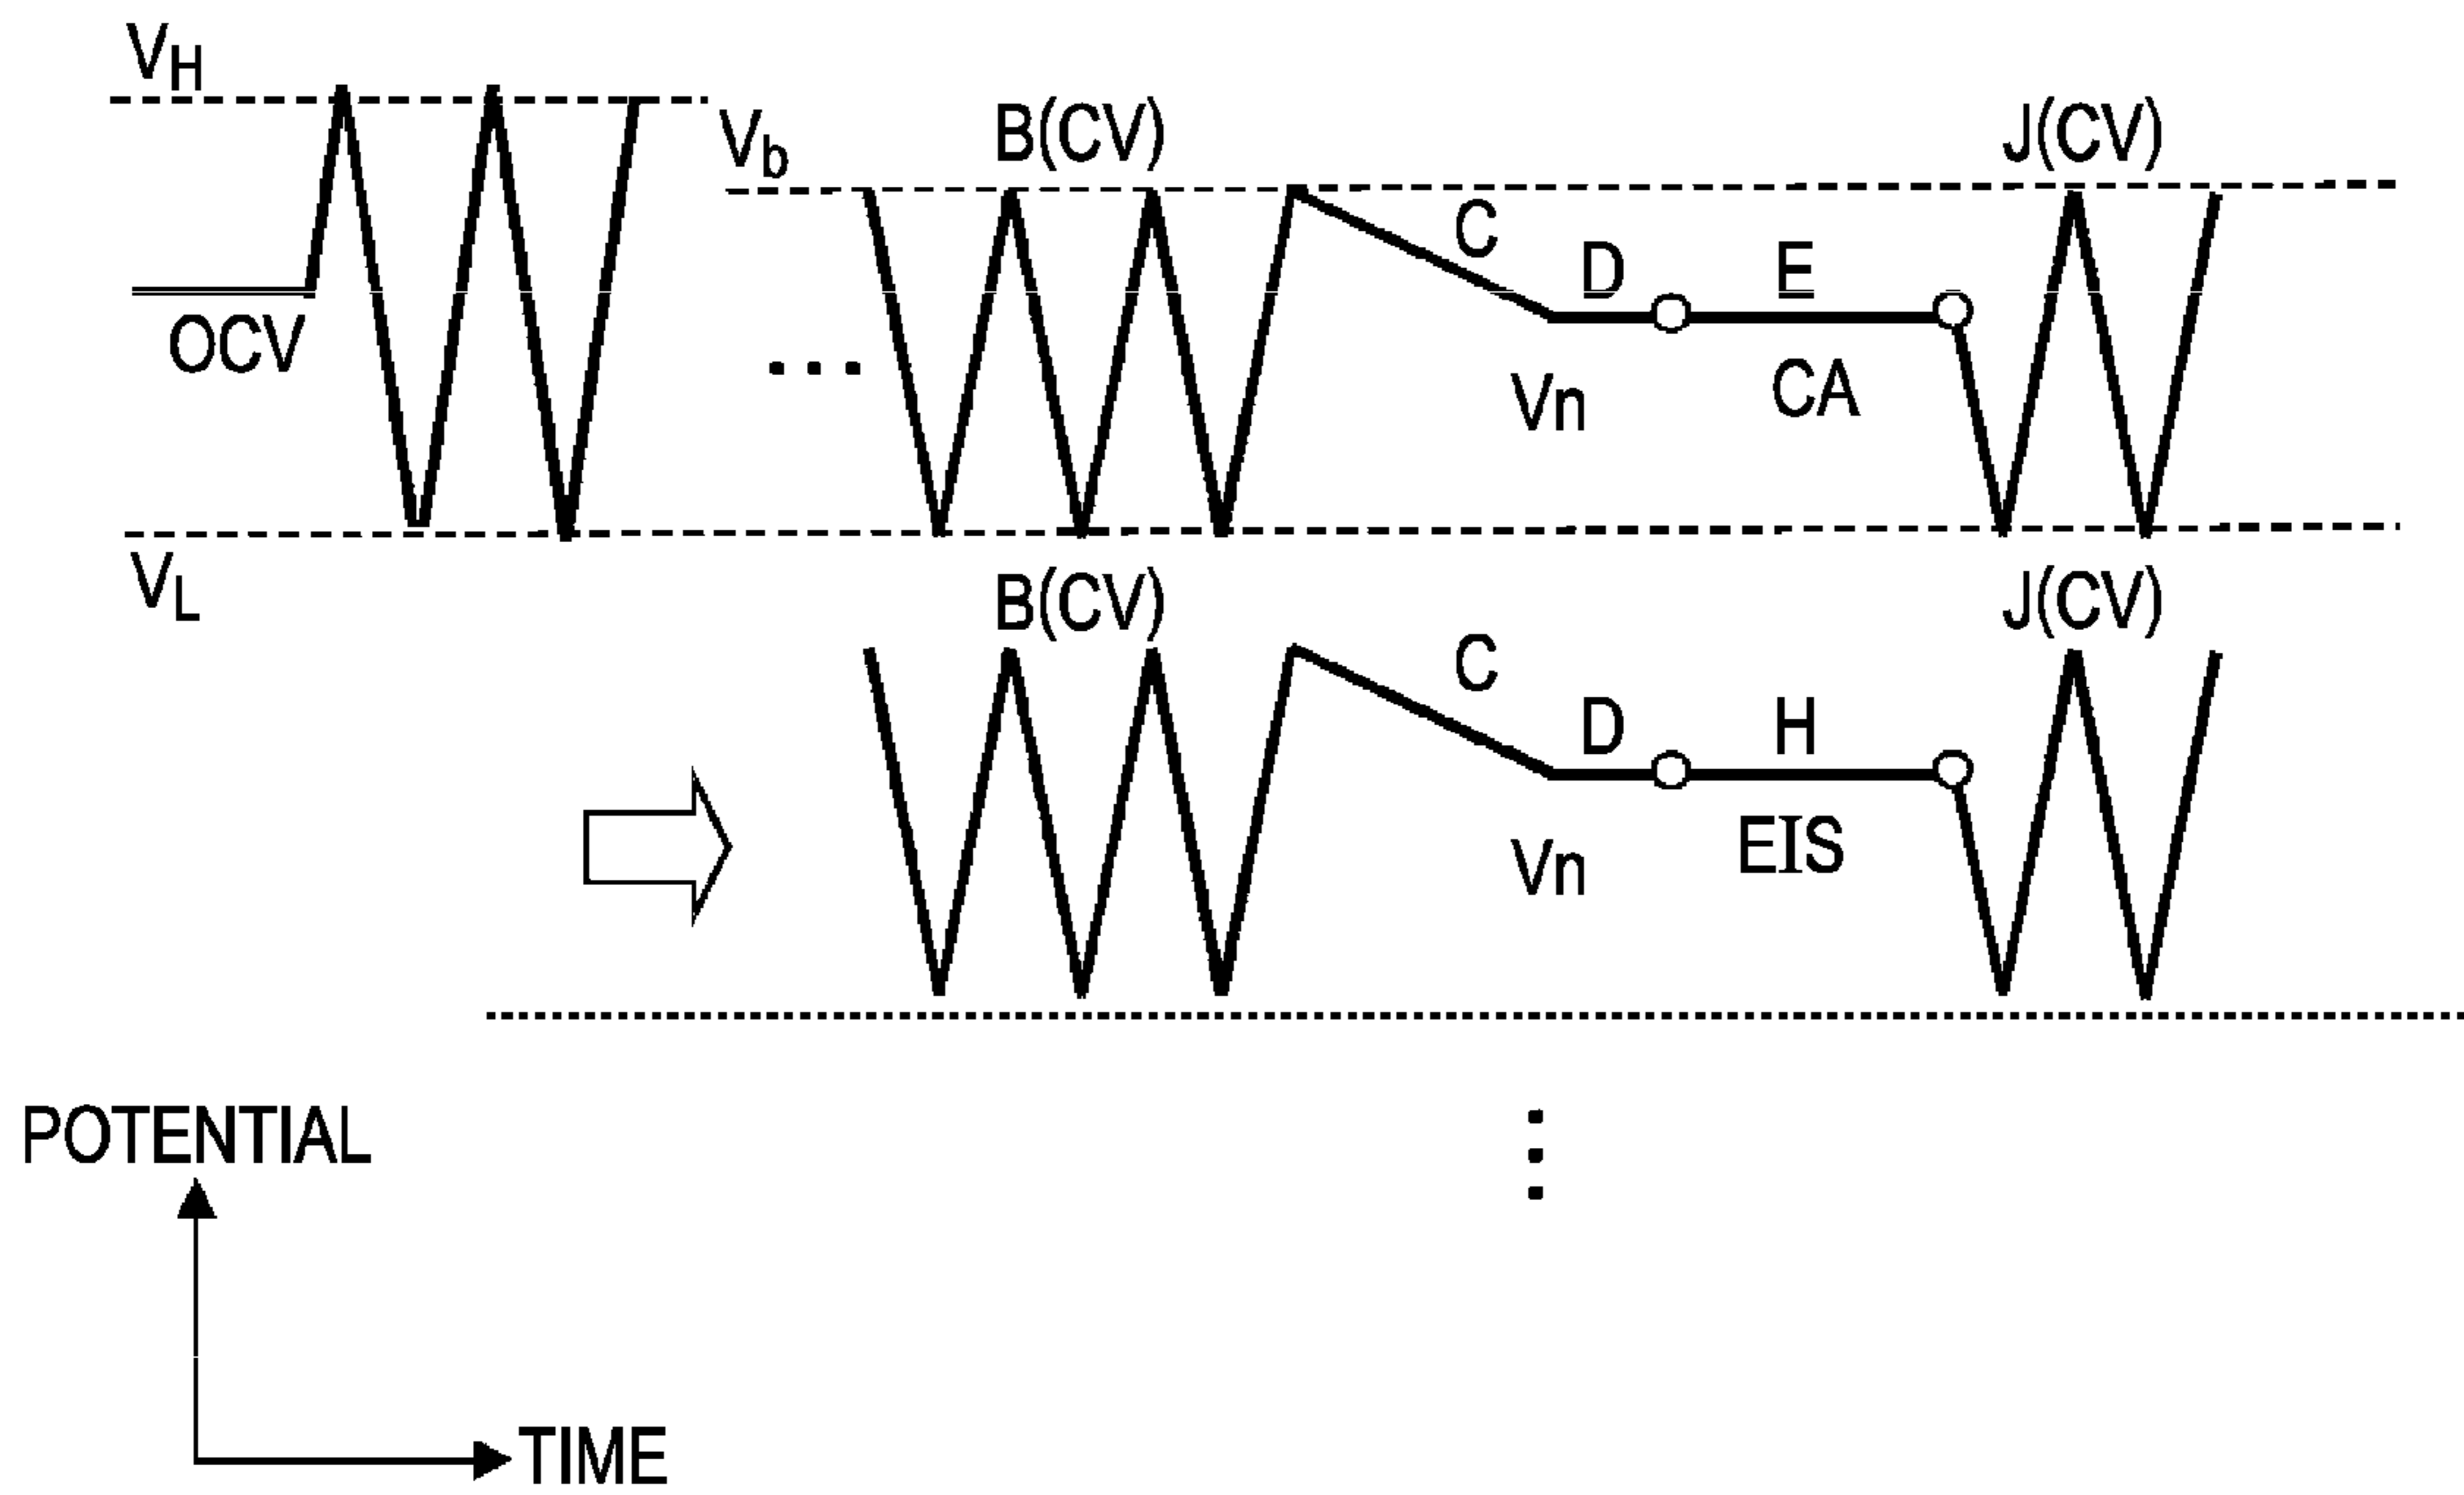 VH
Vb
B(CV)
J(CV)
C
D
E
OCV
Vn
CA
VL
B(CV)
J(CV)
C
D
H
Vn
EIS
POTENTIAL
TIME